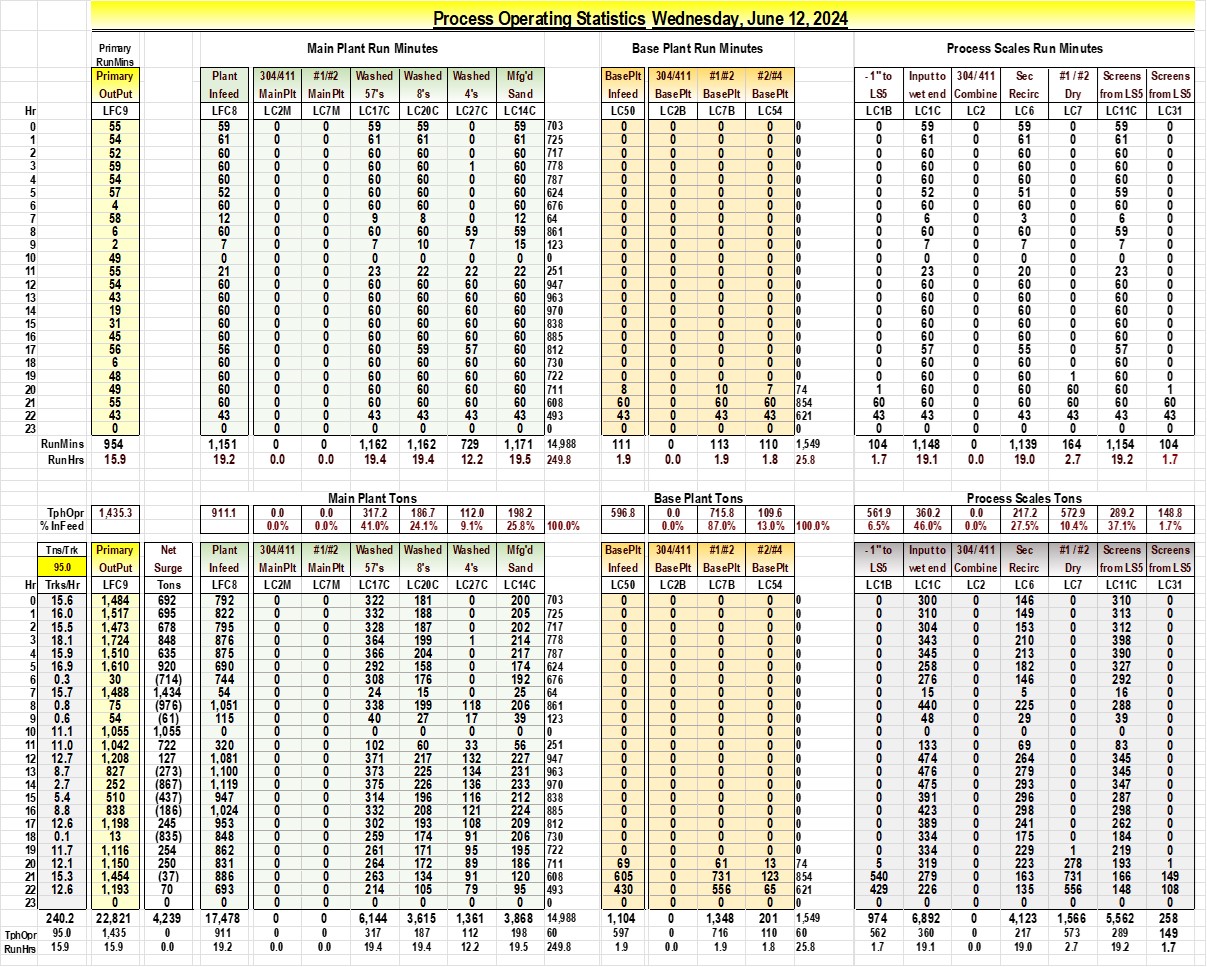 Process Operating Statistics Wednesday, June 12, 2024
Primary Main Plant Run Minutes Base Plant Run Minutes Process Scales Run Minutes
RunMins
Primary Plant 304/411 #1/#2 Washed Washed Washed Mfg'd BasePlt 304/411 #1/#2 #2/#4 - 1" to Input to 304/ 411 Sec #1 / #2 Screens Screens
OutPut Infeed MainPlt MainPlt 57's 8's 4's Sand Infeed BasePlt BasePlt BasePlt LS5 wet end Combine Recirc Dry from LS5 from LS5
Hr LFC9 LFC8 LC2M LC7M LC17C LC20C LC27C LC14C LC50 LC2B LC7B LC54 LC1B LC1C LC2 LC6 LC7 LC11C LC31
0 55 59 0 0 59 59 0 59 703 0 0 0 0 0 0 59 0 59 0 59 0
1 54 61 0 0 61 61 0 61 725 0 0 0 0 0 0 61 0 61 0 61 0
2 52 60 0 0 60 60 0 60 717 0 0 0 0 0 0 60 0 60 0 60 0
3 59 60 0 0 60 60 1 60 778 0 0 0 0 0 0 60 0 60 0 60 0
4 54 60 0 0 60 60 0 60 787 0 0 0 0 0 0 60 0 60 0 60 0
5 57 52 0 0 60 60 0 60 624 0 0 0 0 0 0 52 0 51 0 59 0
6 4 60 0 0 60 60 0 60 676 0 0 0 0 0 0 60 0 60 0 60 0
7 58 12 0 0 9 8 0 12 64 0 0 0 0 0 0 6 0 3 0 6 0
8 6 60 0 0 60 60 59 59 861 0 0 0 0 0 0 60 0 60 0 59 0
9 2 7 0 0 7 10 7 15 123 0 0 0 0 0 0 7 0 7 0 7 0
10 49 0 0 0 0 0 0 0 0 0 0 0 0 0 0 0 0 0 0 0 0
11 55 21 0 0 23 22 22 22 251 0 0 0 0 0 0 23 0 20 0 23 0
12 54 60 0 0 60 60 60 60 947 0 0 0 0 0 0 60 0 60 0 60 0
13 43 60 0 0 60 60 60 60 963 0 0 0 0 0 0 60 0 60 0 60 0
14 19 60 0 0 60 60 60 60 970 0 0 0 0 0 0 60 0 60 0 60 0
15 31 60 0 0 60 60 60 60 838 0 0 0 0 0 0 60 0 60 0 60 0
16 45 60 0 0 60 60 60 60 885 0 0 0 0 0 0 60 0 60 0 60 0
17 56 56 0 0 60 59 57 60 812 0 0 0 0 0 0 57 0 55 0 57 0
18 6 60 0 0 60 60 60 60 730 0 0 0 0 0 0 60 0 60 0 60 0
19 48 60 0 0 60 60 60 60 722 0 0 0 0 0 0 60 0 60 1 60 0
20 49 60 0 0 60 60 60 60 711 8 0 10 7 74 1 60 0 60 60 60 1
21 55 60 0 0 60 60 60 60 608 60 0 60 60 854 60 60 0 60 60 60 60
22 43 43 0 0 43 43 43 43 493 43 0 43 43 621 43 43 0 43 43 43 43
23 0 0 0 0 0 0 0 0 0 0 0 0 0 0 0 0 0 0 0 0 0
RunMins 954 1,151 0 0 1,162 1,162 729 1,171 14,988 111 0 113 110 1,549 104 1,148 0 1,139 164 1,154 104
Run Hrs 15.9 19.2 0.0 0.0 19.4 19.4 12.2 19.5 249.8 1.9 0.0 1.9 1.8 25.8 1.7 19.1 0.0 19.0 2.7 19.2 1.7
Main Plant Tons Base Plant Tons Process Scales Tons
TphOpr 1,435.3 911.1 0.0 0.0 317.2 186.7 112.0 198.2 596.8 0.0 715.8 109.6 561.9 360.2 0.0 217.2 572.9 289.2 148.8
% InFeed 0.0% 0.0% 41.0% 24.1% 9.1% 25.8% 100.0% 0.0% 87.0% 13.0% 100.0% 6.5% 46.0% 0.0% 27.5% 10.4% 37.1% 1.7%
Tns/Trk Primary Net Plant 304/411 #1/#2 Washed Washed Washed Mfg'd BasePlt 304/411 #1/#2 #2/#4 - 1" to Input to 304/ 411 Sec #1 / #2 Screens Screens
95.0 OutPut Surge Infeed MainPlt MainPlt 57's 8's 4's Sand Infeed BasePlt BasePlt BasePlt LS5 wet end Combine Recirc Dry from LS5 from LS5
Hr Trks/Hr LFC9 Tons LFC8 LC2M LC7M LC17C LC20C LC27C LC14C LC50 LC2B LC7B LC54 LC1B LC1C LC2 LC6 LC7 LC11C LC31
0 15.6 1,484 692 792 0 0 322 181 0 200 703 0 0 0 0 0 0 300 0 146 0 310 0
1 16.0 1,517 695 822 0 0 332 188 0 205 725 0 0 0 0 0 0 310 0 149 0 313 0
2 15.5 1,473 678 795 0 0 328 187 0 202 717 0 0 0 0 0 0 304 0 153 0 312 0
3 18.1 1,724 848 876 0 0 364 199 1 214 778 0 0 0 0 0 0 343 0 210 0 398 0
4 15.9 1,510 635 875 0 0 366 204 0 217 787 0 0 0 0 0 0 345 0 213 0 390 0
5 16.9 1,610 920 690 0 0 292 158 0 174 624 0 0 0 0 0 0 258 0 182 0 327 0
6 0.3 30 (714) 744 0 0 308 176 0 192 676 0 0 0 0 0 0 276 0 146 0 292 0
7 15.7 1,488 1,434 54 0 0 24 15 0 25 64 0 0 0 0 0 0 15 0 5 0 16 0
8 0.8 75 (976) 1,051 0 0 338 199 118 206 861 0 0 0 0 0 0 440 0 225 0 288 0
9 0.6 54 (61) 115 0 0 40 27 17 39 123 0 0 0 0 0 0 48 0 29 0 39 0
10 11.1 1,055 1,055 0 0 0 0 0 0 0 0 0 0 0 0 0 0 0 0 0 0 0 0
11 11.0 1,042 722 320 0 0 102 60 33 56 251 0 0 0 0 0 0 133 0 69 0 83 0
12 12.7 1,208 127 1,081 0 0 371 217 132 227 947 0 0 0 0 0 0 474 0 264 0 345 0
13 8.7 827 (273) 1,100 0 0 373 225 134 231 963 0 0 0 0 0 0 476 0 279 0 345 0
14 2.7 252 (867) 1,119 0 0 375 226 136 233 970 0 0 0 0 0 0 475 0 293 0 347 0
15 5.4 510 (437) 947 0 0 314 196 116 212 838 0 0 0 0 0 0 391 0 296 0 287 0
16 8.8 838 (186) 1,024 0 0 332 208 121 224 885 0 0 0 0 0 0 423 0 298 0 298 0
17 12.6 1,198 245 953 0 0 302 193 108 209 812 0 0 0 0 0 0 389 0 241 0 262 0
18 0.1 13 (835) 848 0 0 259 174 91 206 730 0 0 0 0 0 0 334 0 175 0 184 0
19 11.7 1,116 254 862 0 0 261 171 95 195 722 0 0 0 0 0 0 334 0 229 1 219 0
20 12.1 1,150 250 831 0 0 264 172 89 186 711 69 0 61 13 74 5 319 0 223 278 193 1
21 15.3 1,454 (37) 886 0 0 263 134 91 120 608 605 0 731 123 854 540 279 0 163 731 166 149
22 12.6 1,193 70 693 0 0 214 105 79 95 493 430 0 556 65 621 429 226 0 135 556 148 108
23 0 0 0 0 0 0 0 0 0 0 0 0 0 0 0 0 0 0 0 0 0
240.2 22,821 4,239 17,478 0 0 6,144 3,615 1,361 3,868 14,988 1,104 0 1,348 201 1,549 974 6,892 0 4,123 1,566 5,562 258
TphOpr 95.0 1,435 0 911 0 0 317 187 112 198 60 597 0 716 110 60 562 360 0 217 573 289 149
RunHrs 15.9 15.9 0.0 19.2 0.0 0.0 19.4 19.4 12.2 19.5 249.8 1.9 0.0 1.9 1.8 25.8 1.7 19.1 0.0 19.0 2.7 19.2 1.7